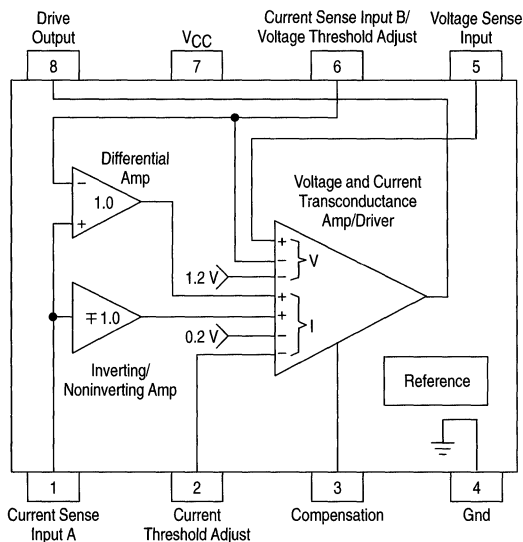 Drive
Output
VCC
Current Sense Input B/
Voltage Threshold Adjust
Voltage Sense
Input
8
7
6
5
Differential
Amp
Voltage and Current
Transconductance
Amp/Driver
−
1.0
+
+
−
V
1.2 V
−
+
∓ 1.0
+
I
0.2 V
−
−
Inverting/
Noninverting Amp
Reference
1
2
3
4
Current Sense
Input A
Current
Threshold Adjust
Compensation
Gnd